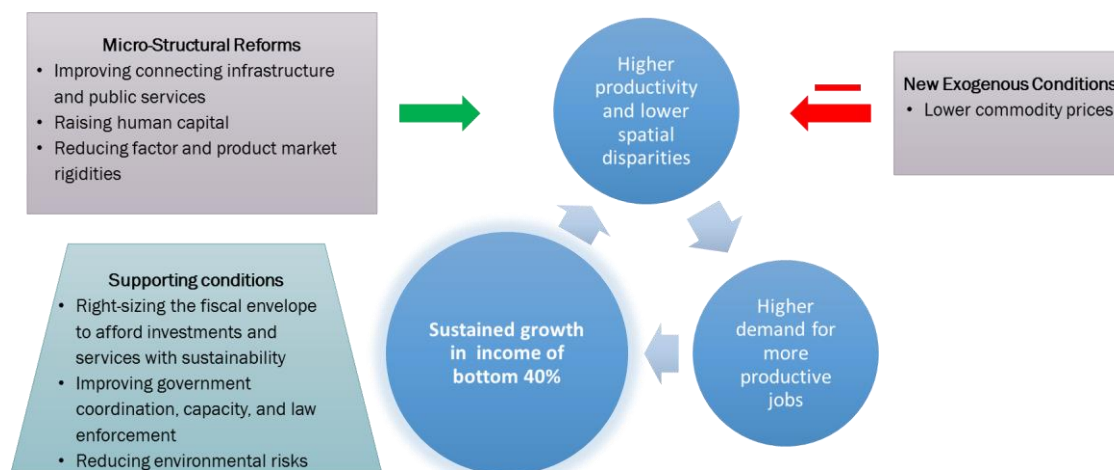 Micro-Structural Reforms
• Improving connecting infrastructure
and public services
• Raising human capital
• Reducing factor and product market
rigidities
Higher
productivity
and lower
spatial
disparities
New Exogenous Conditions
• Lower commodity prices
Supporting conditions
• Right-sizing the fiscal envelope
to afford investments and
services with sustainability
• Improving government
coordination, capacity, and law
enforcement
• Reducing environmental risks
Sustained growth
in income of
bottom 40%
Higher
demand for
more
productive
jobs